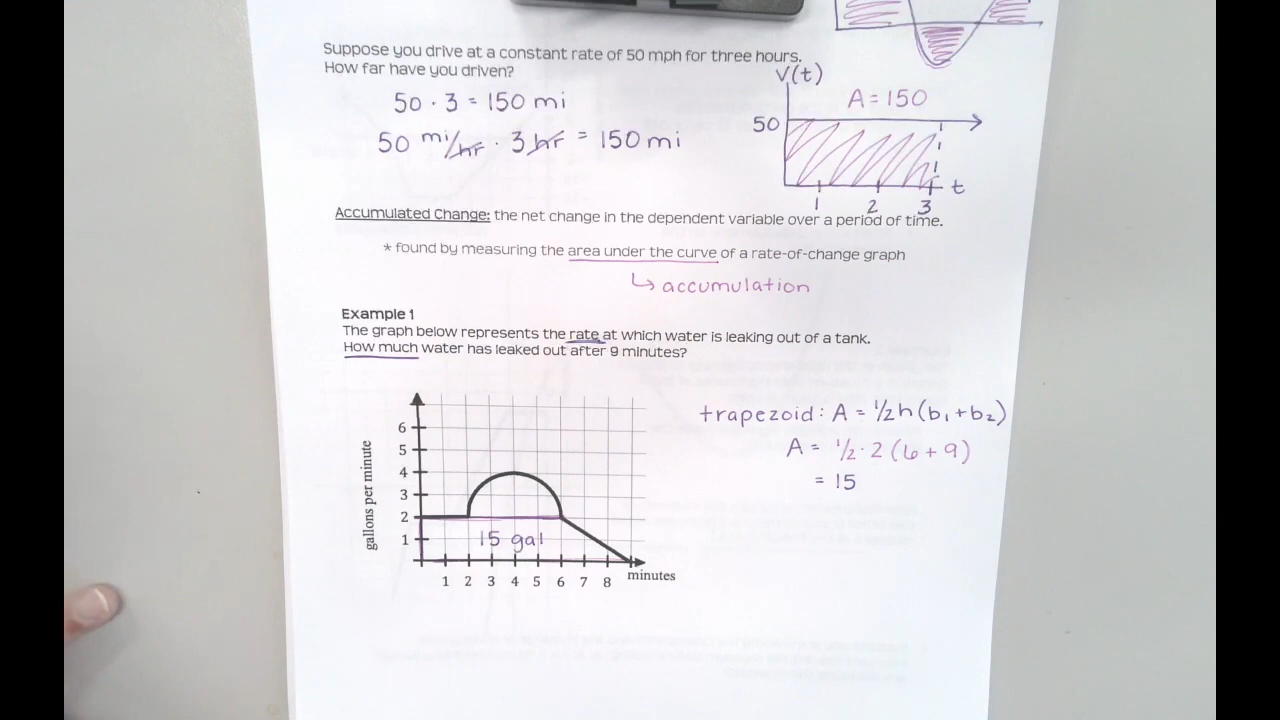 Suppose you drive at a constant rate of 50 mph for three hours.
How far have you driven?
50 · 3 = 150 mi
50 mi/hr · 3 hr = 150 mi
V(t)
A = 150
50
t
1 2 3
Accumulated Change: the net change in the dependent variable over a period of time.
* found by measuring the area under the curve of a rate-of-change graph
↳ accumulation
Example 1
The graph below represents the rate at which water is leaking out of a tank.
How much water has leaked out after 9 minutes?
gallons per minute
6
5
4
3
2
1
15 gal
1 2 3 4 5 6 7 8
minutes
trapezoid: A = 1/2h(b₁+b₂)
A = 1/2 · 2 (6 + 9)
= 15